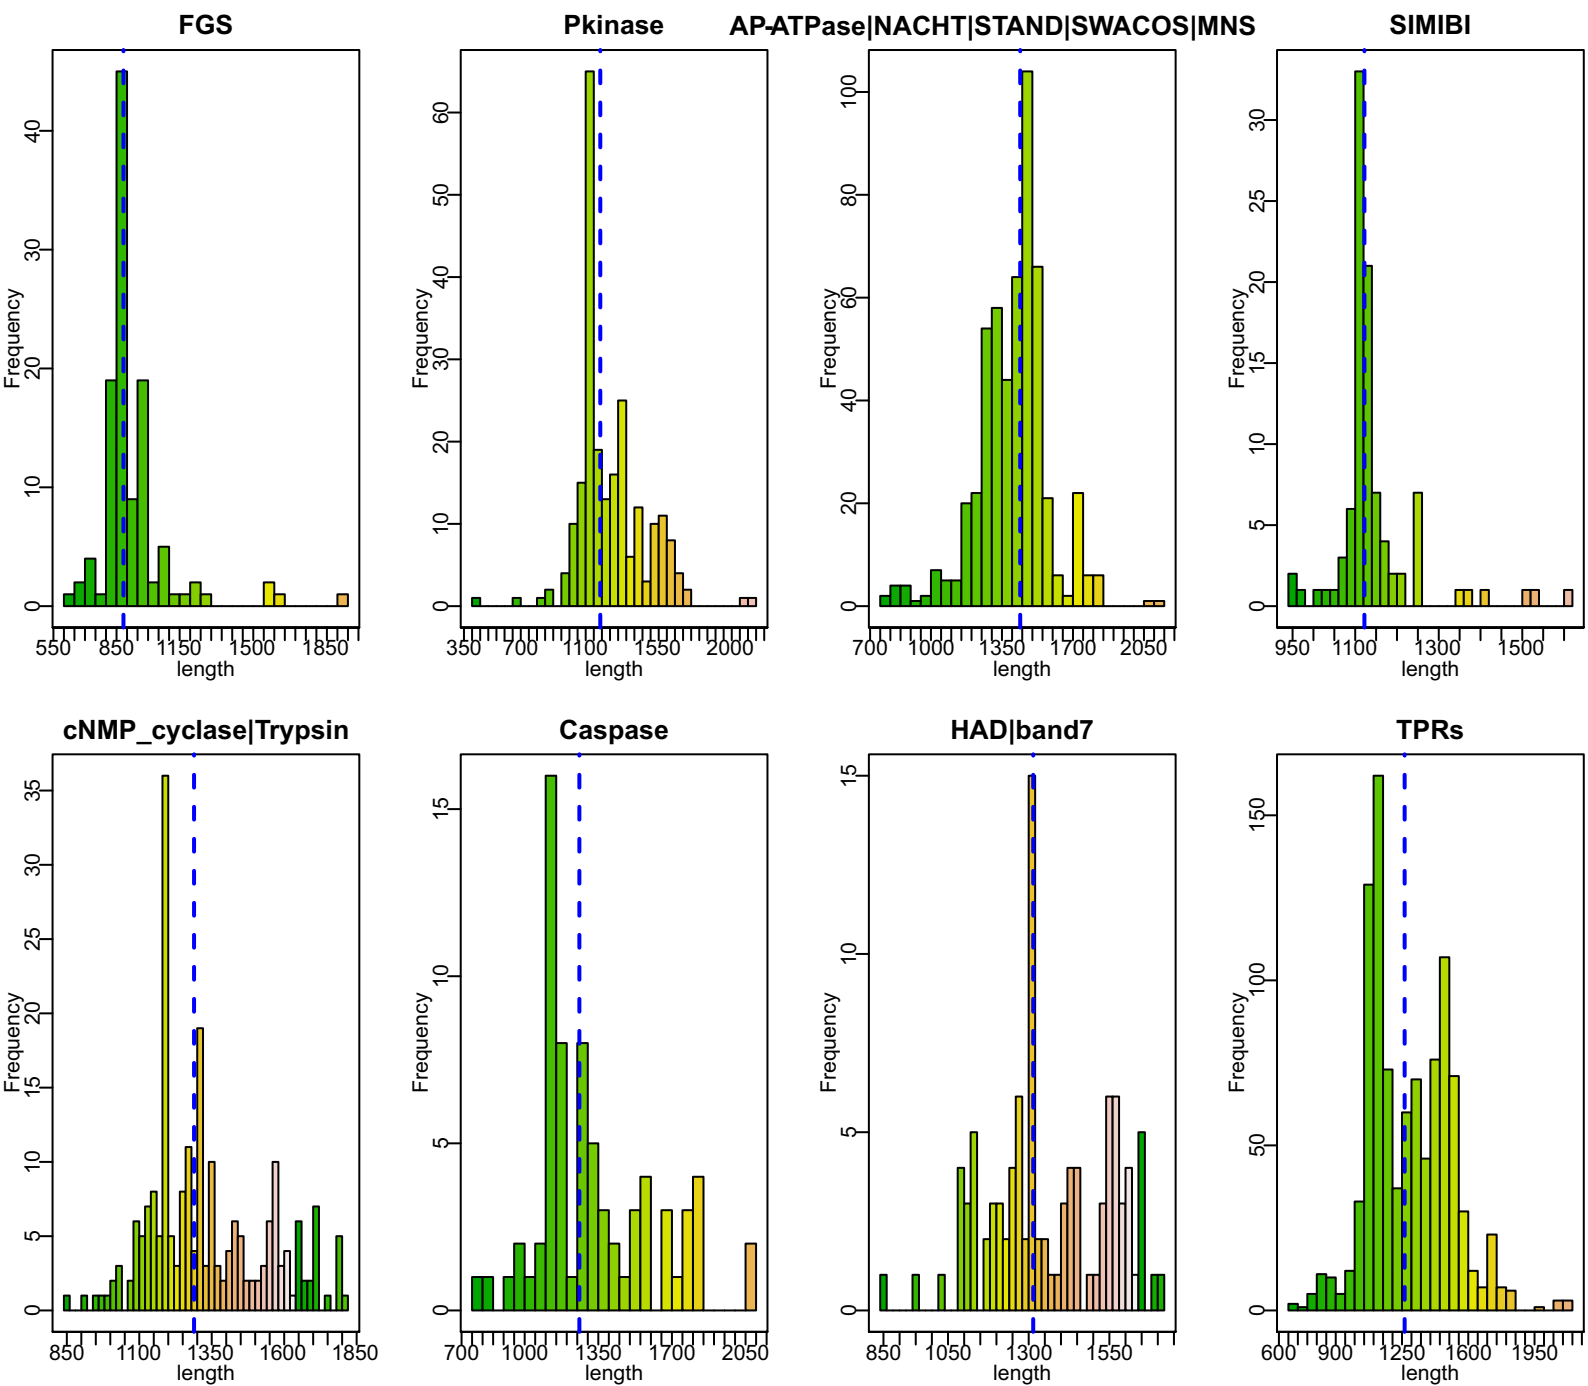 FGS
Pkinase
AP-ATPase|NACHT|STAND|SWACOS|MNS
SIMIBI
Frequency
0 10 20 30 40
550 850 1150 1500 1850
length
Frequency
0 10 20 30 40 50 60
350 700 1100 1550 2000
length
Frequency
0 20 40 60 80 100
700 1000 1350 1700 2050
length
Frequency
0 5 10 15 20 25 30
950 1100 1300 1500
length
cNMP_cyclase|Trypsin
Caspase
HAD|band7
TPRs
Frequency
0 5 10 15 20 25 30 35
850 1100 1350 1600 1850
length
Frequency
0 5 10 15
700 1000 1350 1700 2050
length
Frequency
0 5 10 15
850 1050 1300 1550
length
Frequency
0 50 100 150
600 900 1250 1600 1950
length